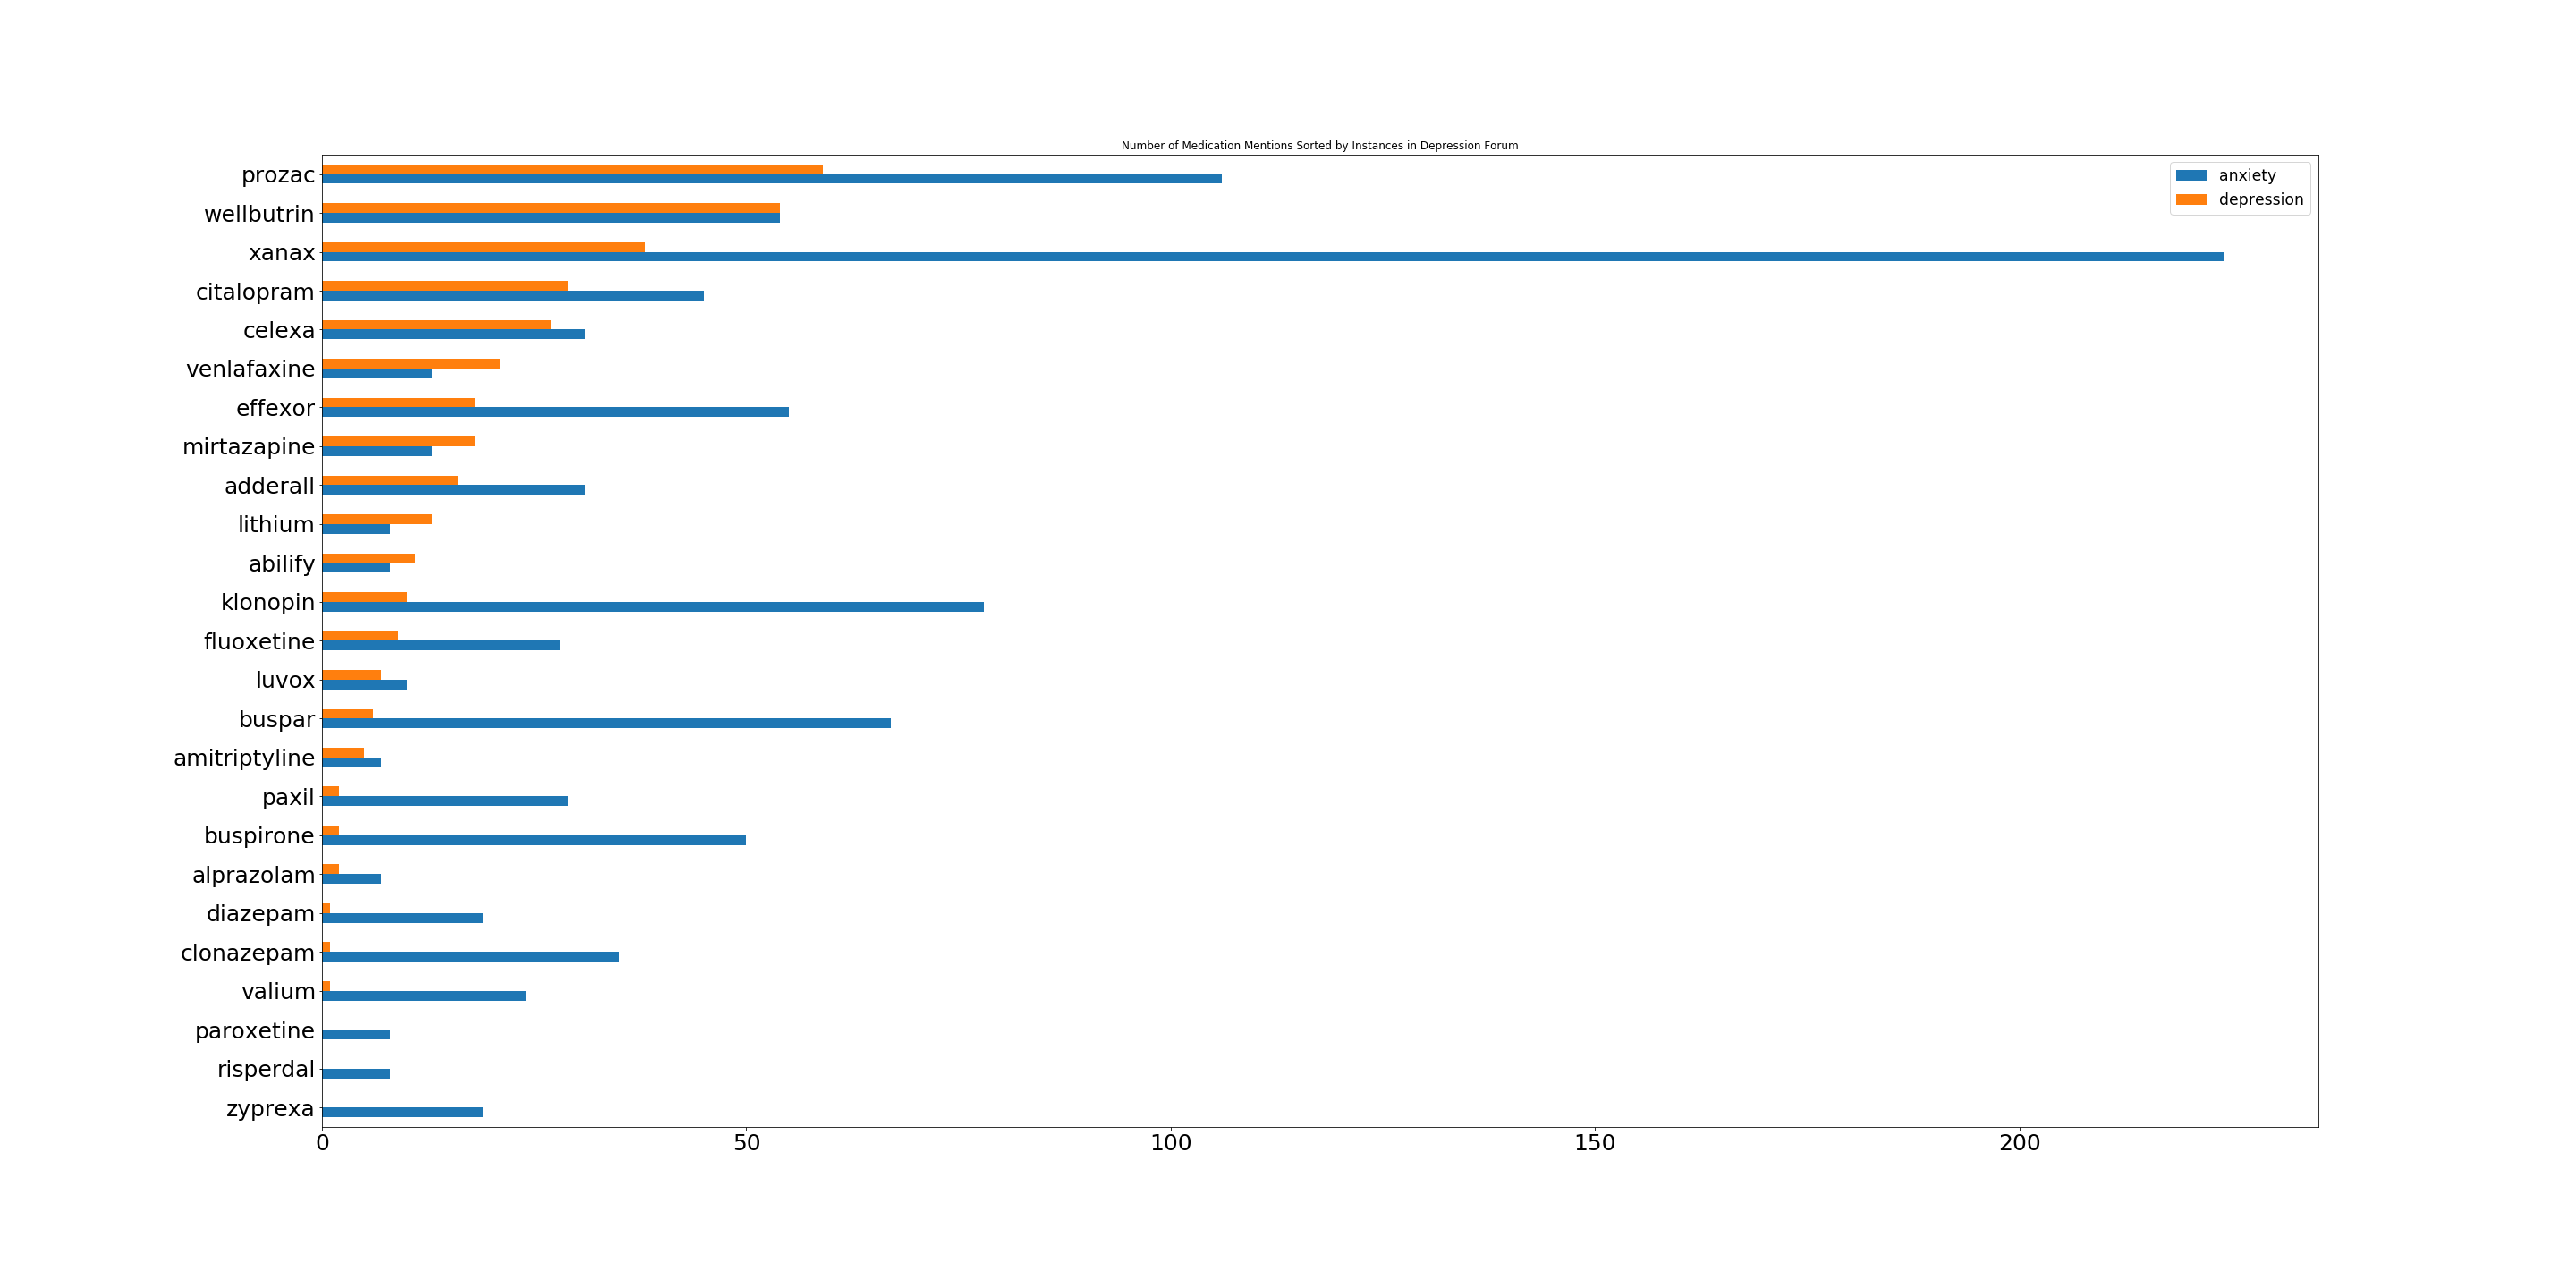 Number of Medication Mentions Sorted by Instances in Depression Forum
anxiety
depression
prozac
wellbutrin
xanax
citalopram
celexa
venlafaxine
effexor
mirtazapine
adderall
lithium
abilify
klonopin
fluoxetine
luvox
buspar
amitriptyline
paxil
buspirone
alprazolam
diazepam
clonazepam
valium
paroxetine
risperdal
zyprexa
0 50 100 150 200